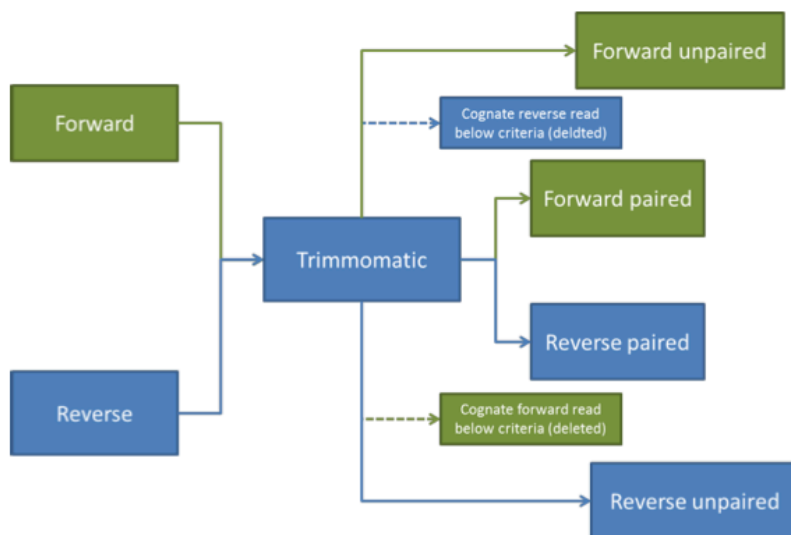 Forward unpaired
Forward
Cognate reverse read
below criteria (deldted)
Forward paired
Trimmomatic
Reverse paired
Reverse
Cognate forward read
below criteria (deleted)
Reverse unpaired